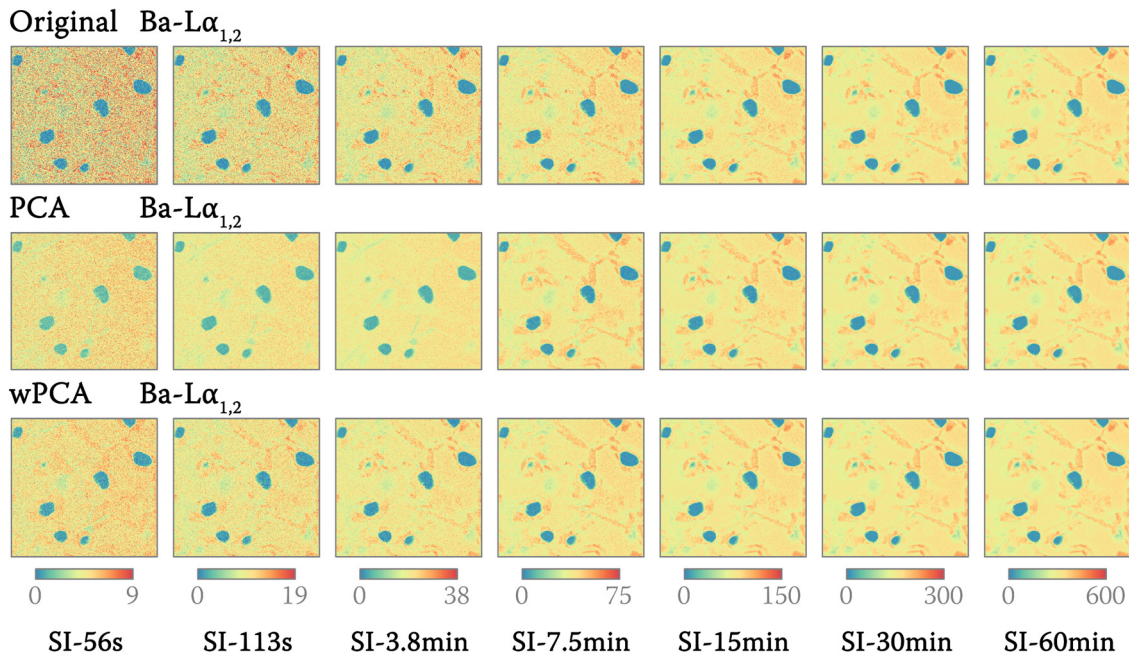 Original Ba-Lα1,2
PCA Ba-Lα1,2
wPCA Ba-Lα1,2
0 9 0 19 0 38 0 75 0 150 0 300 0 600
SI-56s SI-113s SI-3.8min SI-7.5min SI-15min SI-30min SI-60min